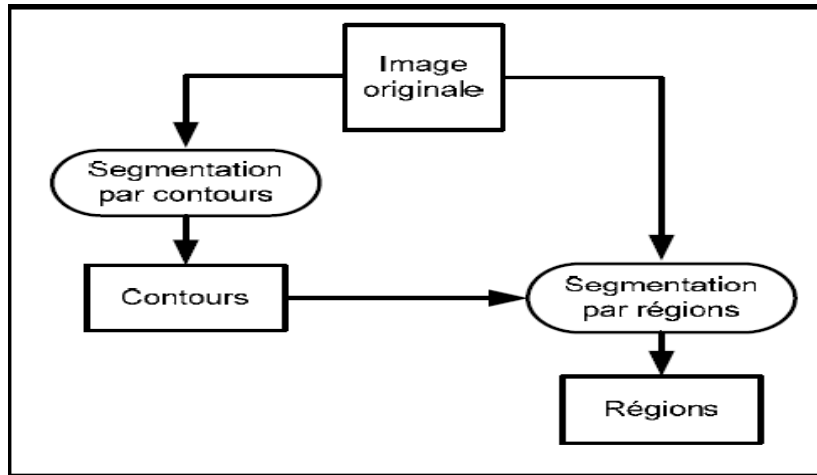 Image
originale
Segmentation
par contours
Contours
Segmentation
par régions
Régions